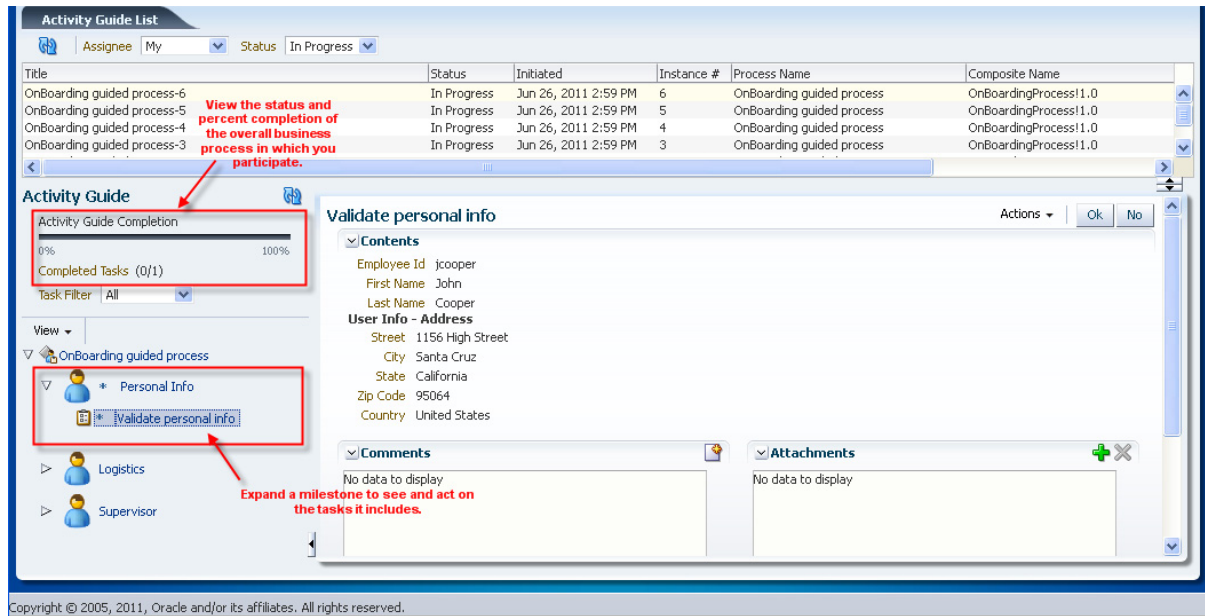 Activity Guide List
Assignee My Status In Progress
Title Status Initiated Instance # Process Name Composite Name
OnBoarding guided process-6 In Progress Jun 26, 2011 2:59 PM 6 OnBoarding guided process OnBoardingProcess!1.0
OnBoarding guided process-5 In Progress Jun 26, 2011 2:59 PM 5 OnBoarding guided process OnBoardingProcess!1.0
OnBoarding guided process-4 In Progress Jun 26, 2011 2:59 PM 4 OnBoarding guided process OnBoardingProcess!1.0
OnBoarding guided process-3 In Progress Jun 26, 2011 2:59 PM 3 OnBoarding guided process OnBoardingProcess!1.0
View the status and
percent completion of
the overall business
process in which you
participate.
Activity Guide
Activity Guide Completion
0% 100%
Completed Tasks (0/1)
Task Filter All
View
OnBoarding guided process
* Personal Info
* Validate personal info
Logistics
Supervisor
Expand a milestone to see and act on
the tasks it includes.
Validate personal info Actions Ok No
Contents
Employee Id jcooper
First Name John
Last Name Cooper
User Info - Address
Street 1156 High Street
City Santa Cruz
State California
Zip Code 95064
Country United States
Comments
No data to display
Attachments
No data to display
Copyright © 2005, 2011, Oracle and/or its affiliates. All rights reserved.